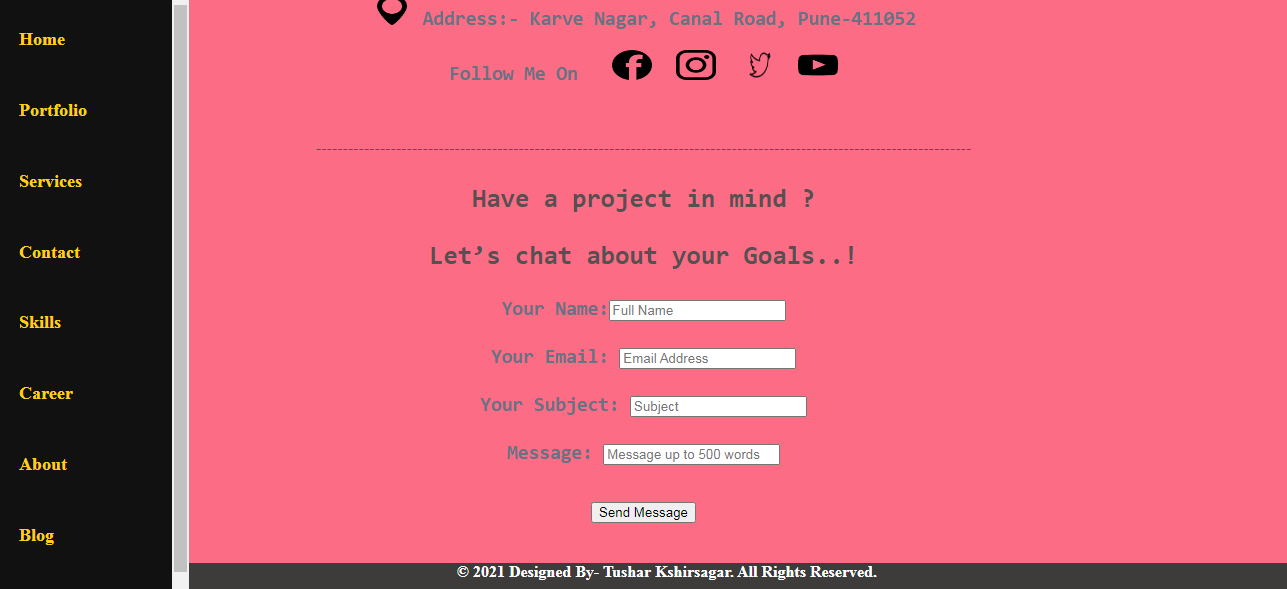 Home
Portfolio
Services
Contact
Skills
Career
About
Blog
Address:- Karve Nagar, Canal Road, Pune-411052
Follow Me On
Have a project in mind ?
Let’s chat about your Goals..!
Your Name: Full Name
Your Email: Email Address
Your Subject: Subject
Message: Message up to 500 words
Send Message
© 2021 Designed By- Tushar Kshirsagar. All Rights Reserved.